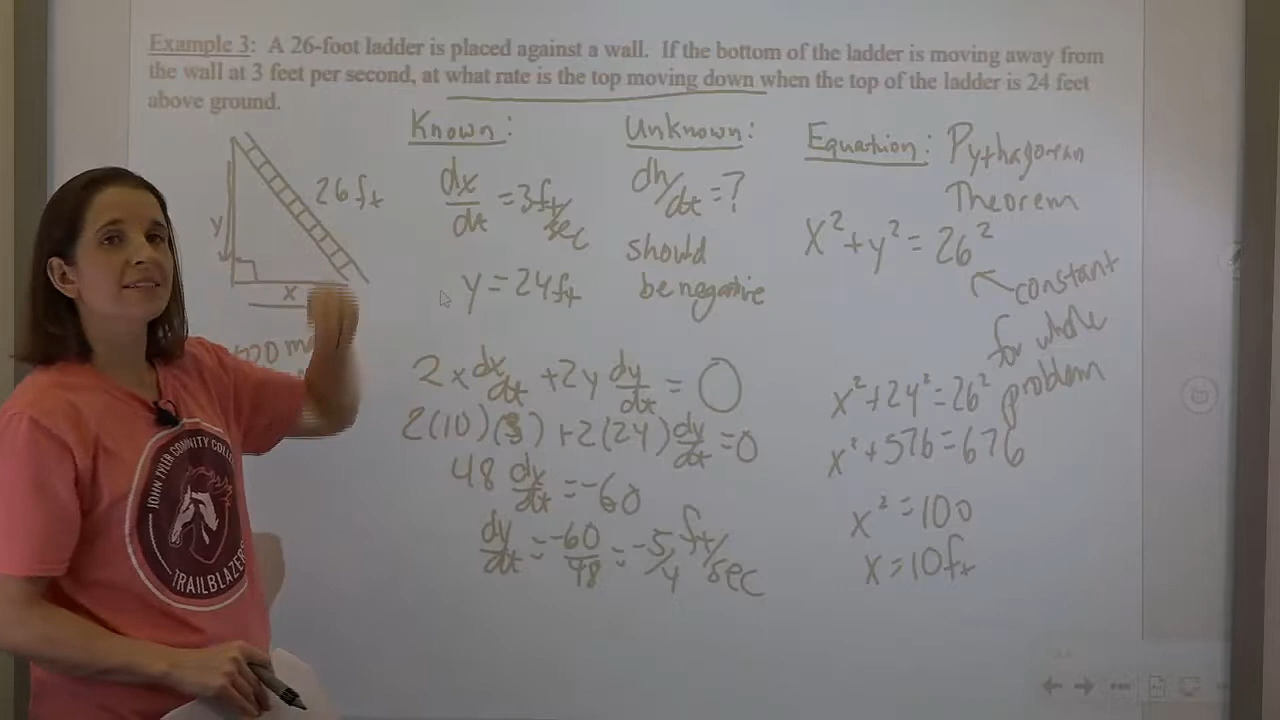 Example 3: A 26-foot ladder is placed against a wall. If the bottom of the ladder is moving away from
the wall at 3 feet per second, at what rate is the top moving down when the top of the ladder is 24 feet
above ground.
26 ft
y
x
Known:
dx/dt = 3 ft/sec
y = 24 ft
Unknown:
dh/dt = ?
should
be negative
Equation: Pythagorean
Theorem
x² + y² = 26²
constant
for whole
problem
2x dx/dt + 2y dy/dt = 0
2(10)(3) + 2(24) dy/dt = 0
48 dx/dt = -60
dy/dt = -60/48 = -5/4 ft/sec
x² + 24² = 26²
x² + 576 = 676
x² = 100
x = 10 ft
JOHN TYLER COMMUNITY COLLE
TRAILBLAZERS